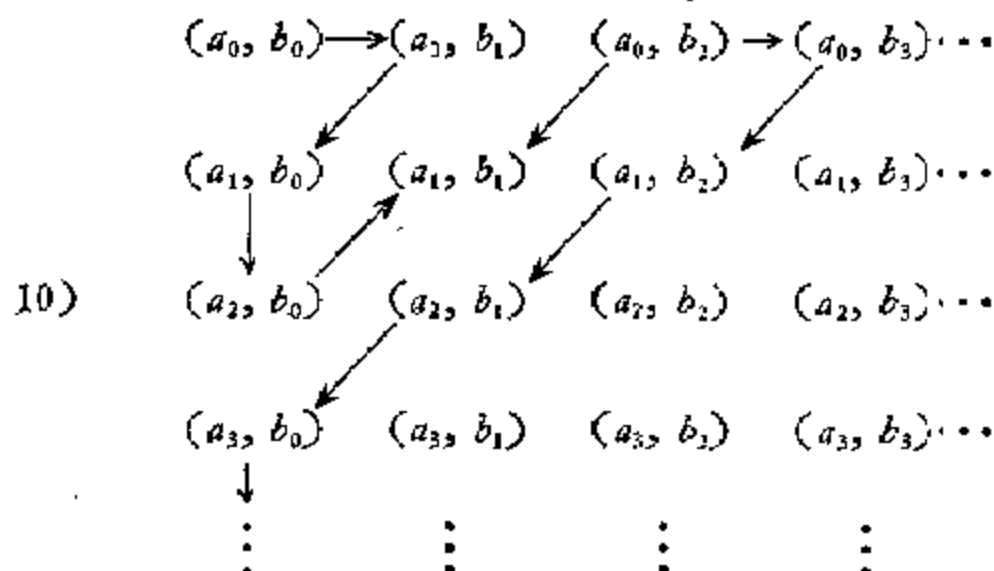 (a₀, b₀) → (a₀, b₁) (a₀, b₂) → (a₀, b₃) ···
(a₁, b₀) (a₁, b₁) (a₁, b₂) (a₁, b₃) ···
10) (a₂, b₀) (a₂, b₁) (a₂, b₂) (a₂, b₃) ···
(a₃, b₀) (a₃, b₁) (a₃, b₂) (a₃, b₃) ···